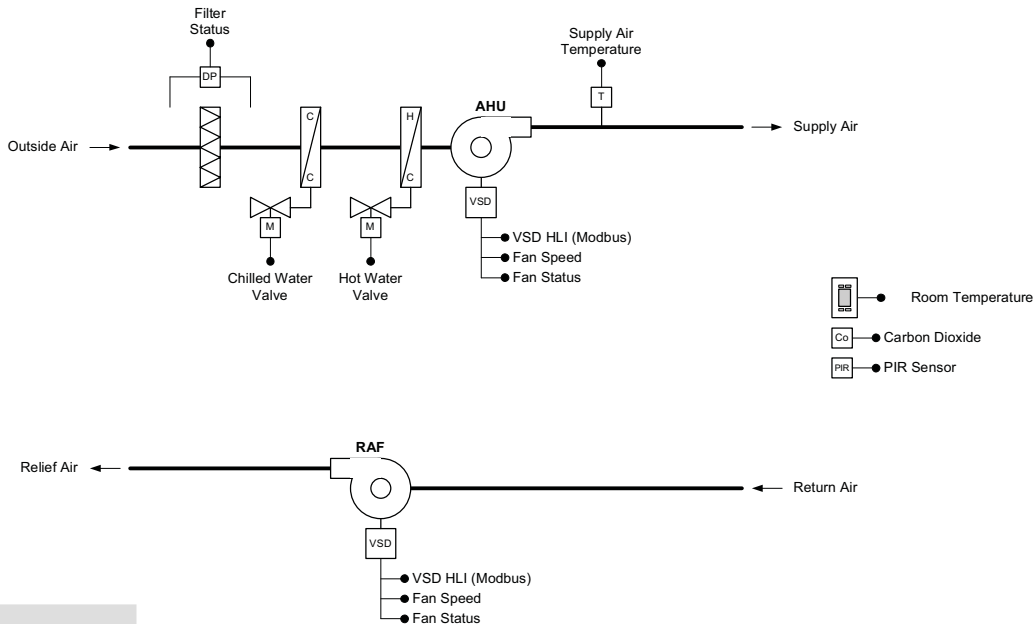 Filter
Status
DP
Supply Air
Temperature
T
AHU
Outside Air
C
C
H
C
Supply Air
M
M
VSD
VSD HLI (Modbus)
Fan Speed
Fan Status
Chilled Water
Valve
Hot Water
Valve
Room Temperature
Co
Carbon Dioxide
PIR
PIR Sensor
RAF
Relief Air
Return Air
VSD
VSD HLI (Modbus)
Fan Speed
Fan Status